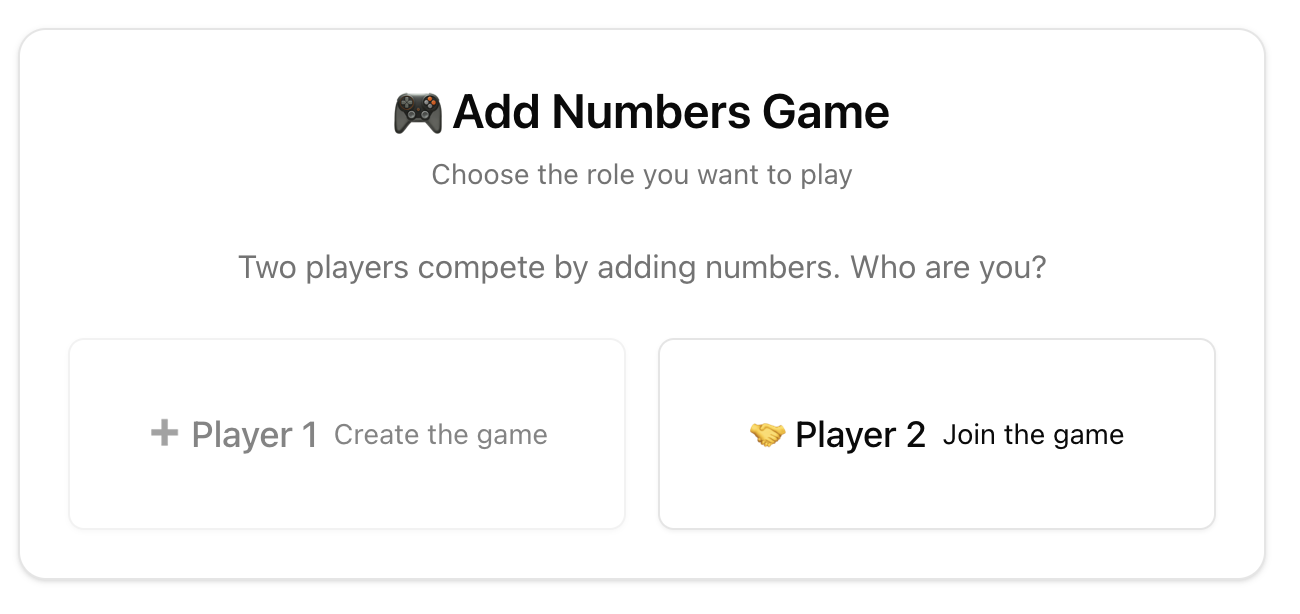 🎮 Add Numbers Game
Choose the role you want to play
Two players compete by adding numbers. Who are you?
➕ Player 1 Create the game
🤝 Player 2 Join the game